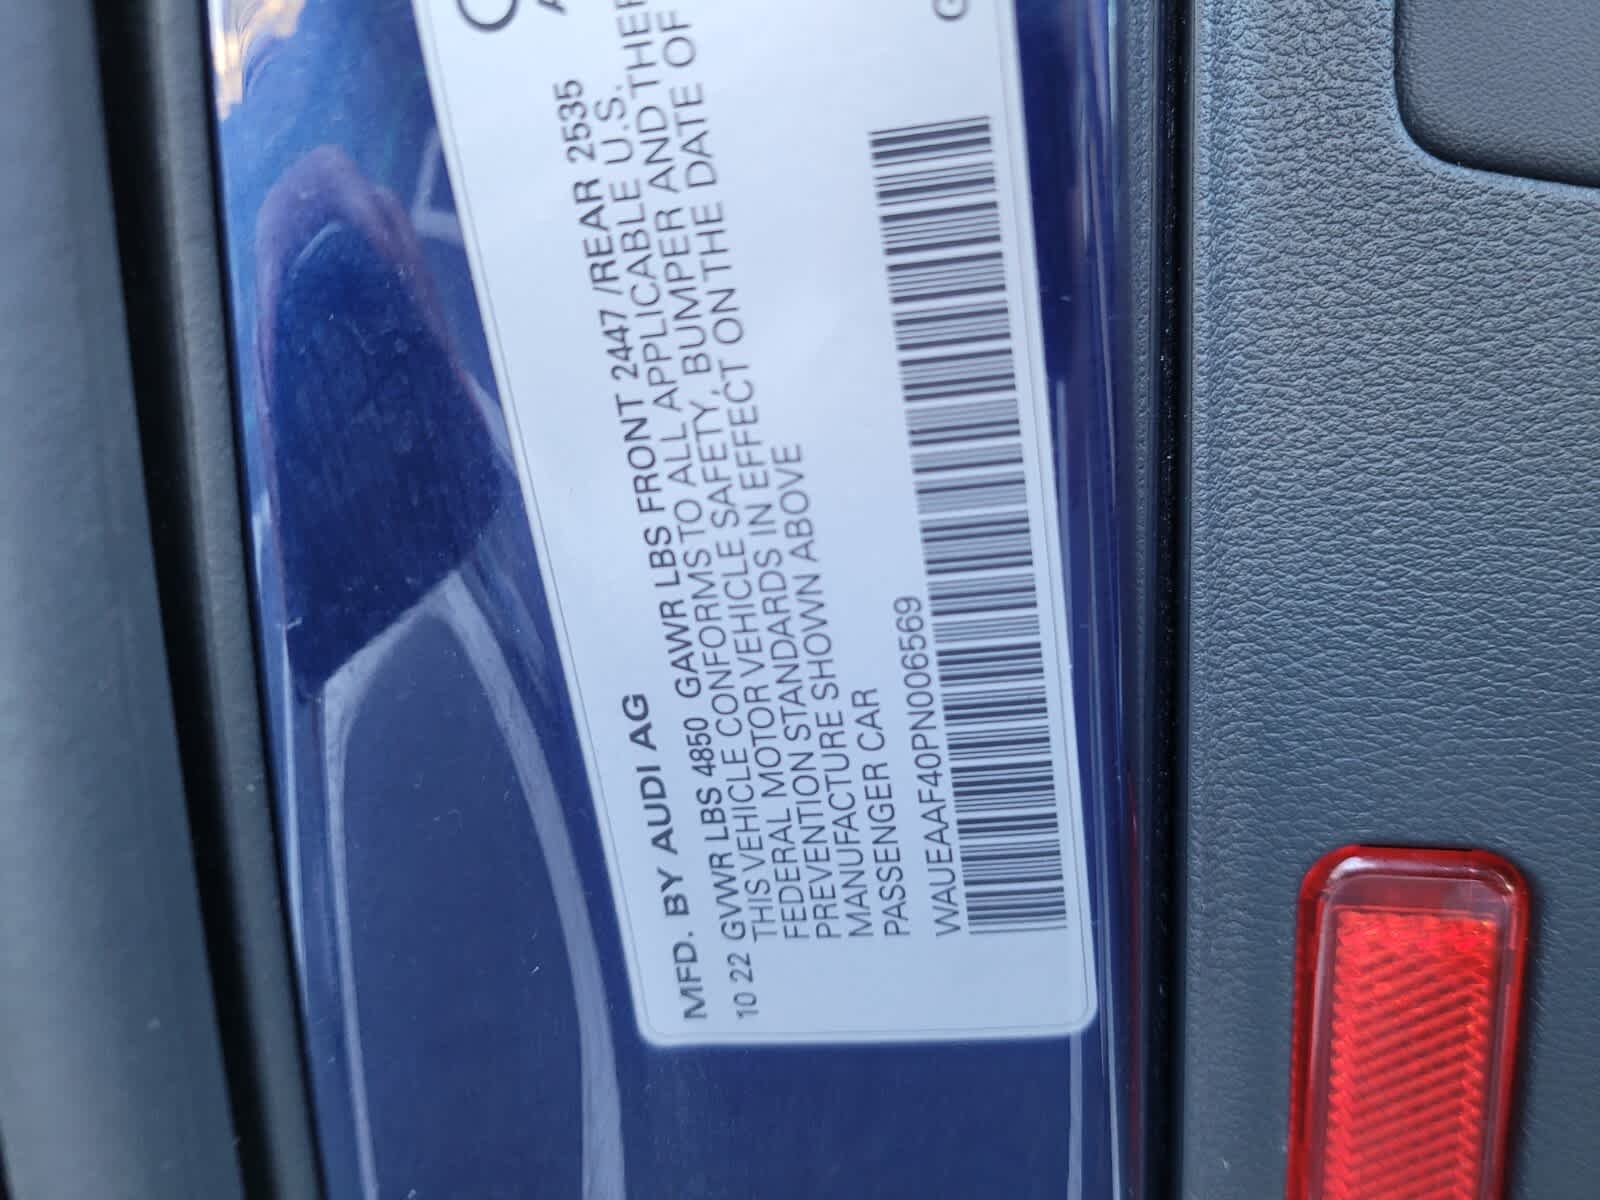 MFD. BY AUDI AG
10 22 GVWR LBS 4850 GAWR LBS FRONT 2447 /REAR 2535
THIS VEHICLE CONFORMS TO ALL APPLICABLE U.S.
FEDERAL MOTOR VEHICLE SAFETY, BUMPER AND THEF
PREVENTION STANDARDS IN EFFECT ON THE DATE OF
MANUFACTURE SHOWN ABOVE
PASSENGER CAR
WAUEAAF40PN006569